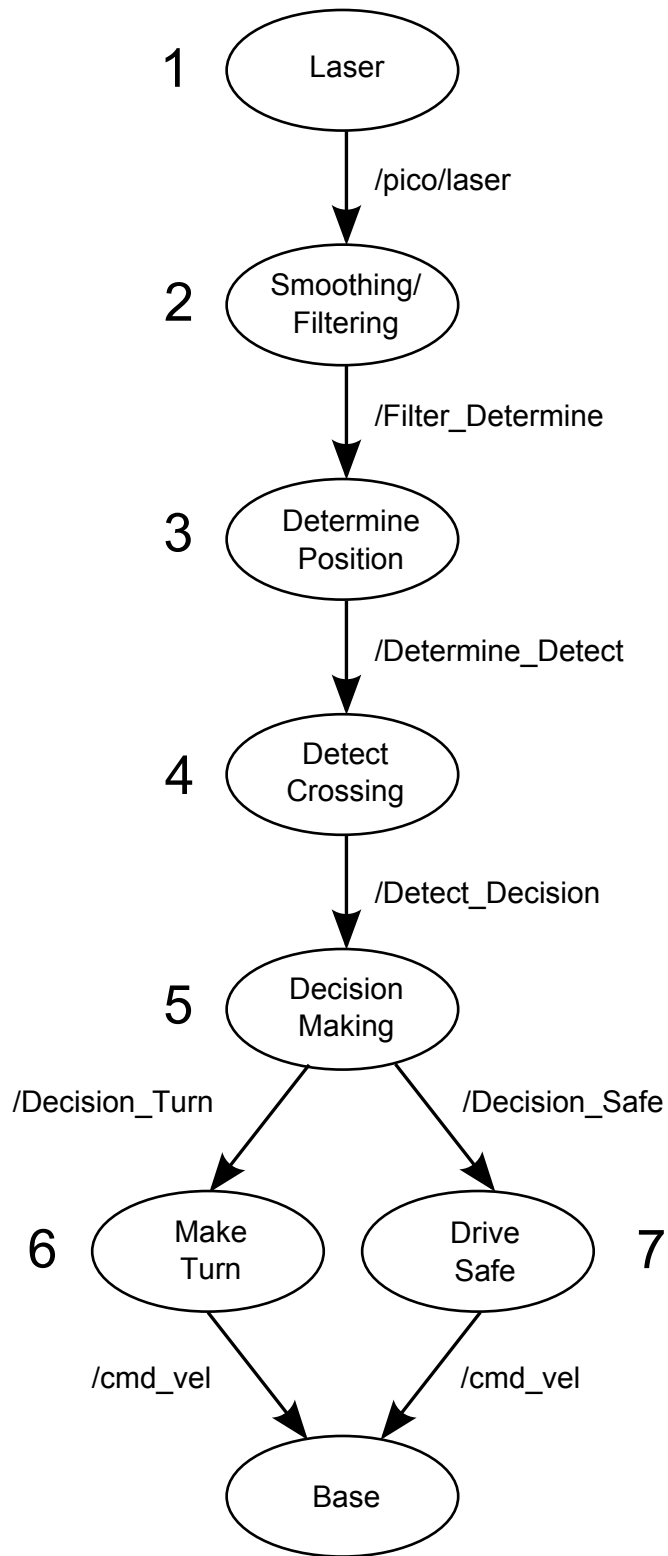 1
Laser
/pico/laser
2
Smoothing/
Filtering
/Filter_Determine
3
Determine
Position
/Determine_Detect
4
Detect
Crossing
/Detect_Decision
5
Decision
Making
/Decision_Turn
/Decision_Safe
6
Make
Turn
Drive
Safe
7
/cmd_vel
/cmd_vel
Base